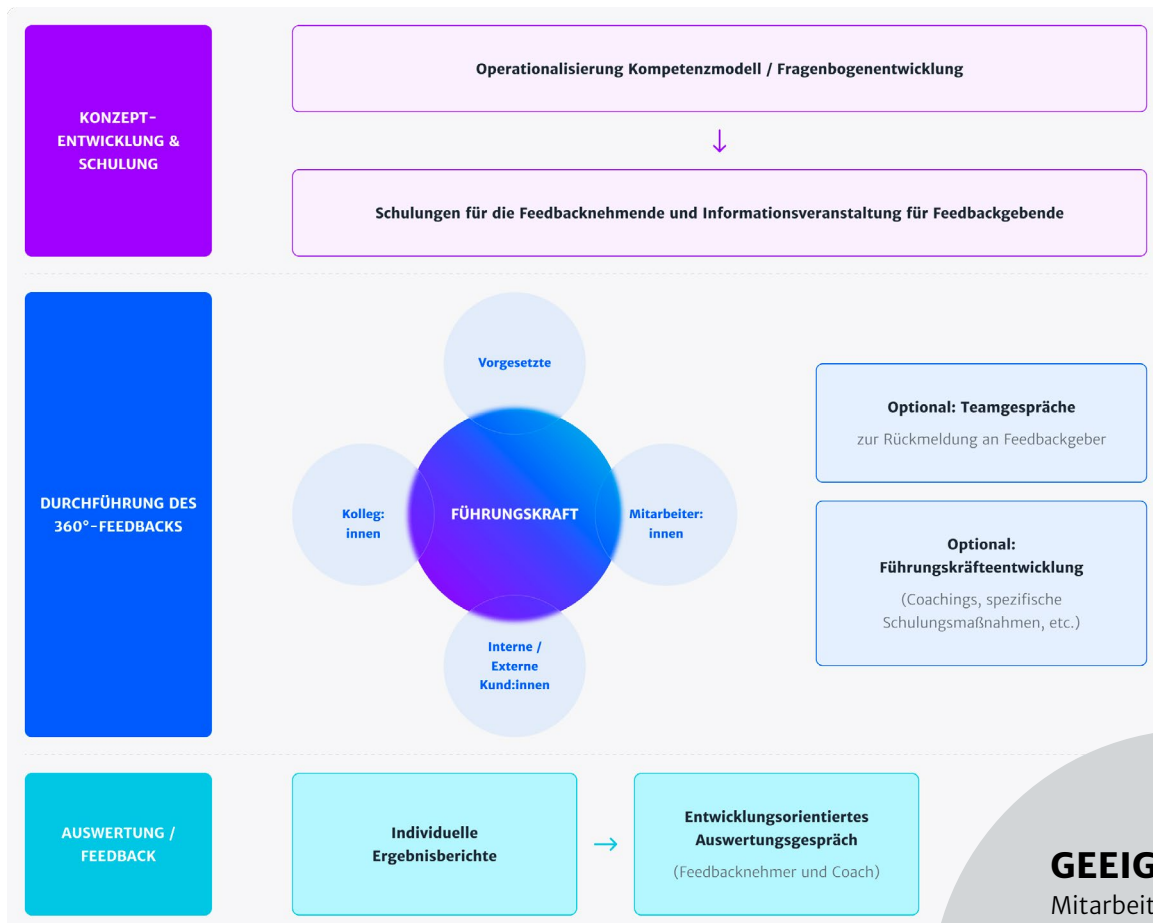 KONZEPT-
ENTWICKLUNG &
SCHULUNG
Operationalisierung Kompetenzmodell / Fragenbogenentwicklung
Schulungen für die Feedbacknehmende und Informationsveranstaltung für Feedbackgebende
DURCHFÜHRUNG DES
360°-FEEDBACKS
Vorgesetzte
Kolleg:
innen
FÜHRUNGSKRAFT
Mitarbeiter:
innen
Interne /
Externe
Kund:innen
Optional: Teamgespräche
zur Rückmeldung an Feedbackgeber
Optional:
Führungskräfteentwicklung
(Coachings, spezifische
Schulungsmaßnahmen, etc.)
AUSWERTUNG /
FEEDBACK
Individuelle
Ergebnisberichte
Entwicklungsorientiertes
Auswertungsgespräch
(Feedbacknehmer und Coach)
GEEIG
Mitarbeit